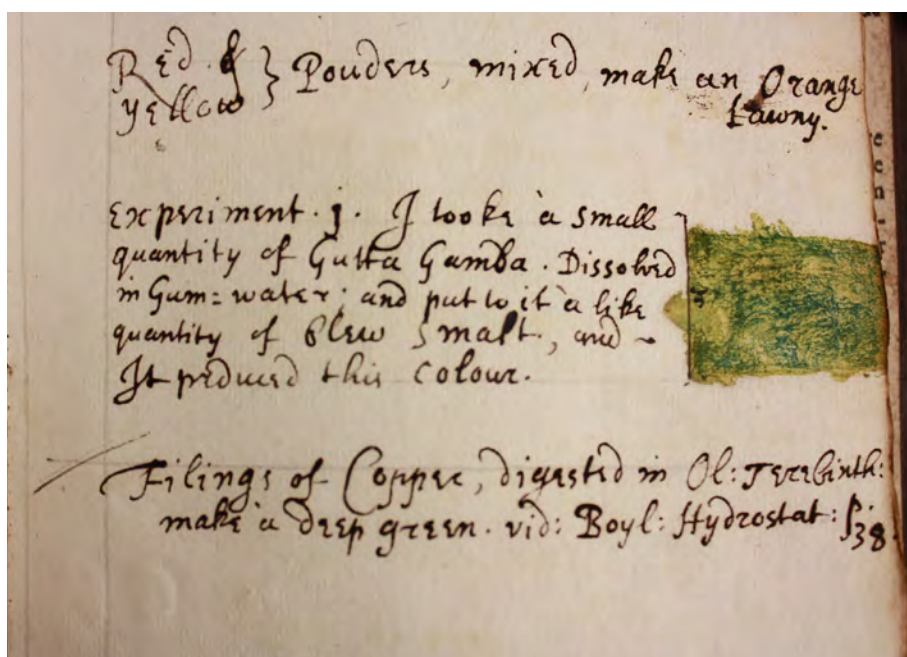 Red & } Pouders, mixed, make an Orange
Yellow } tawny.
Experiment. j. I tooke a small
quantity of Gutta Gamba. Dissolved
in Gum=water; and put to it a like
quantity of blew Smalt, and ~
It preduced this Colour.
Filings of Copper, digested in Ol: Terebinth:
make a deep green. vid: Boyl: Hydrostat: 38.
e
e
n